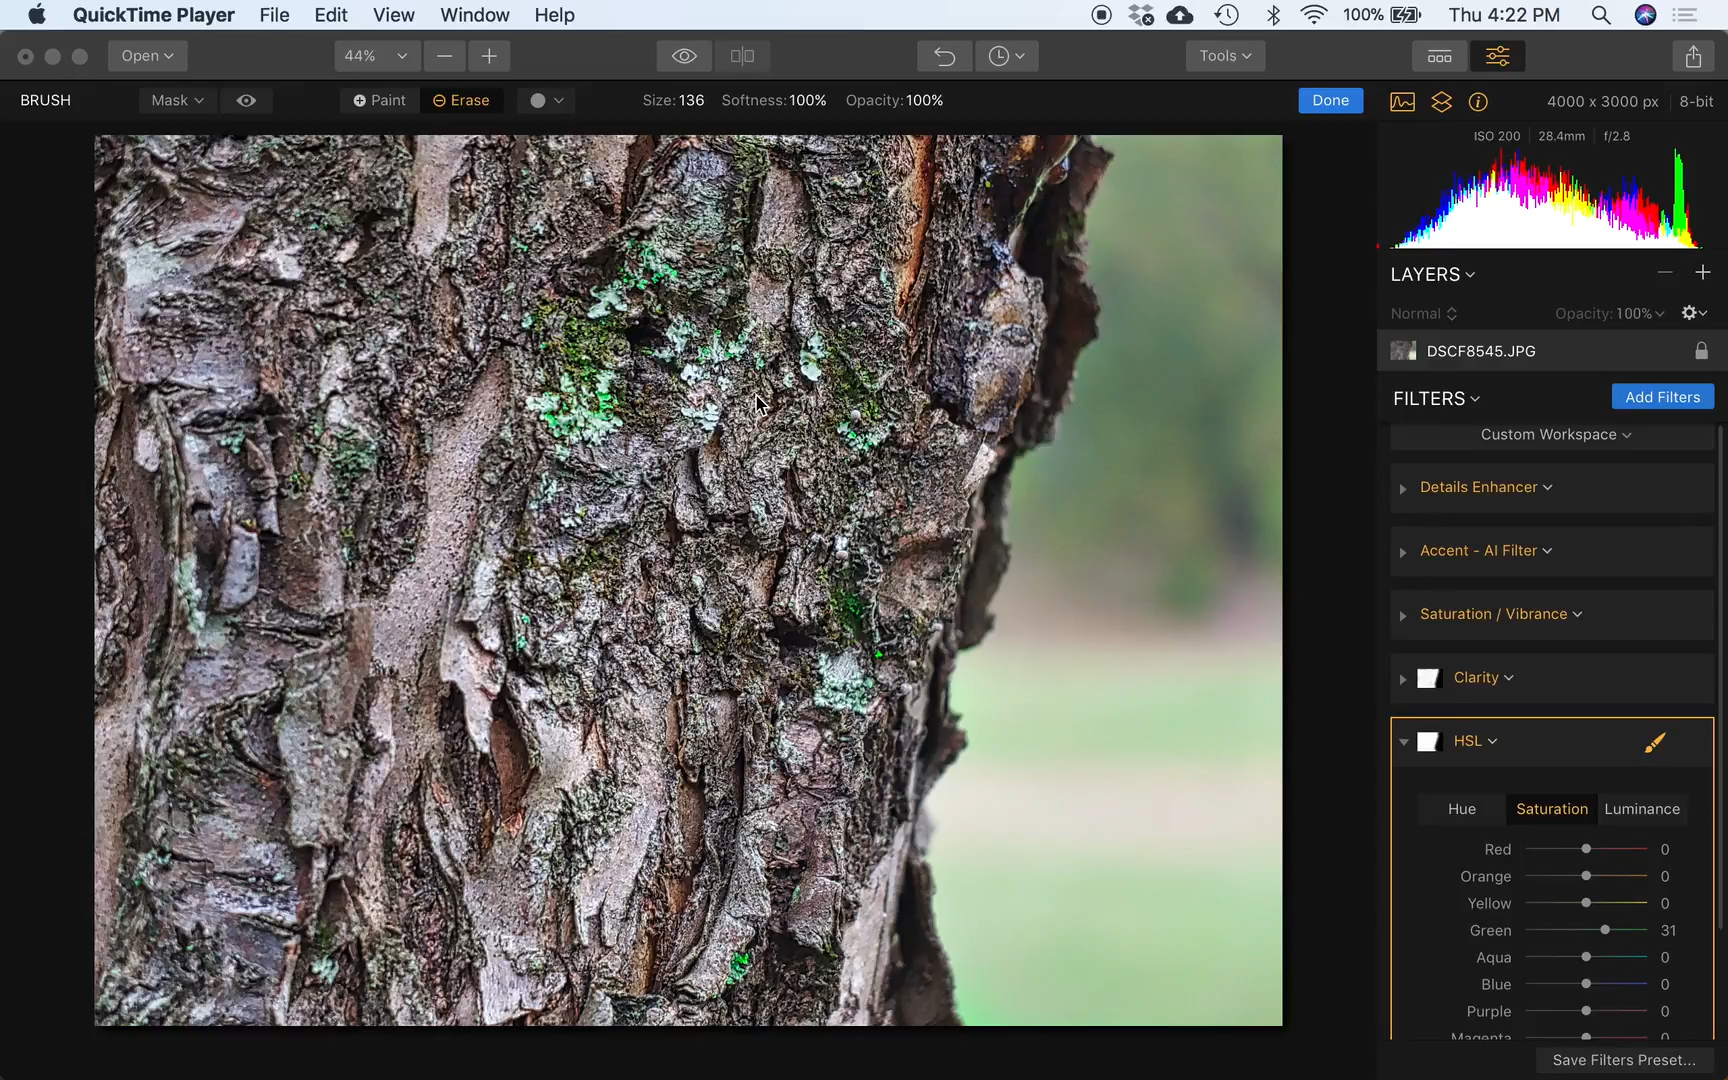 QuickTime Player File Edit View Window Help 100% Thu 4:22 PM
Open 44% Tools
BRUSH Mask Paint Erase Size: 136 Softness: 100% Opacity: 100% Done 4000 x 3000 px 8-bit
ISO 200 28.4mm f/2.8
LAYERS
Normal Opacity: 100%
DSCF8545.JPG
FILTERS Add Filters
Custom Workspace
Details Enhancer
Accent - AI Filter
Saturation / Vibrance
Clarity
HSL
Hue Saturation Luminance
Red 0
Orange 0
Yellow 0
Green 31
Aqua 0
Blue 0
Purple 0
Magenta 0
Save Filters Preset...